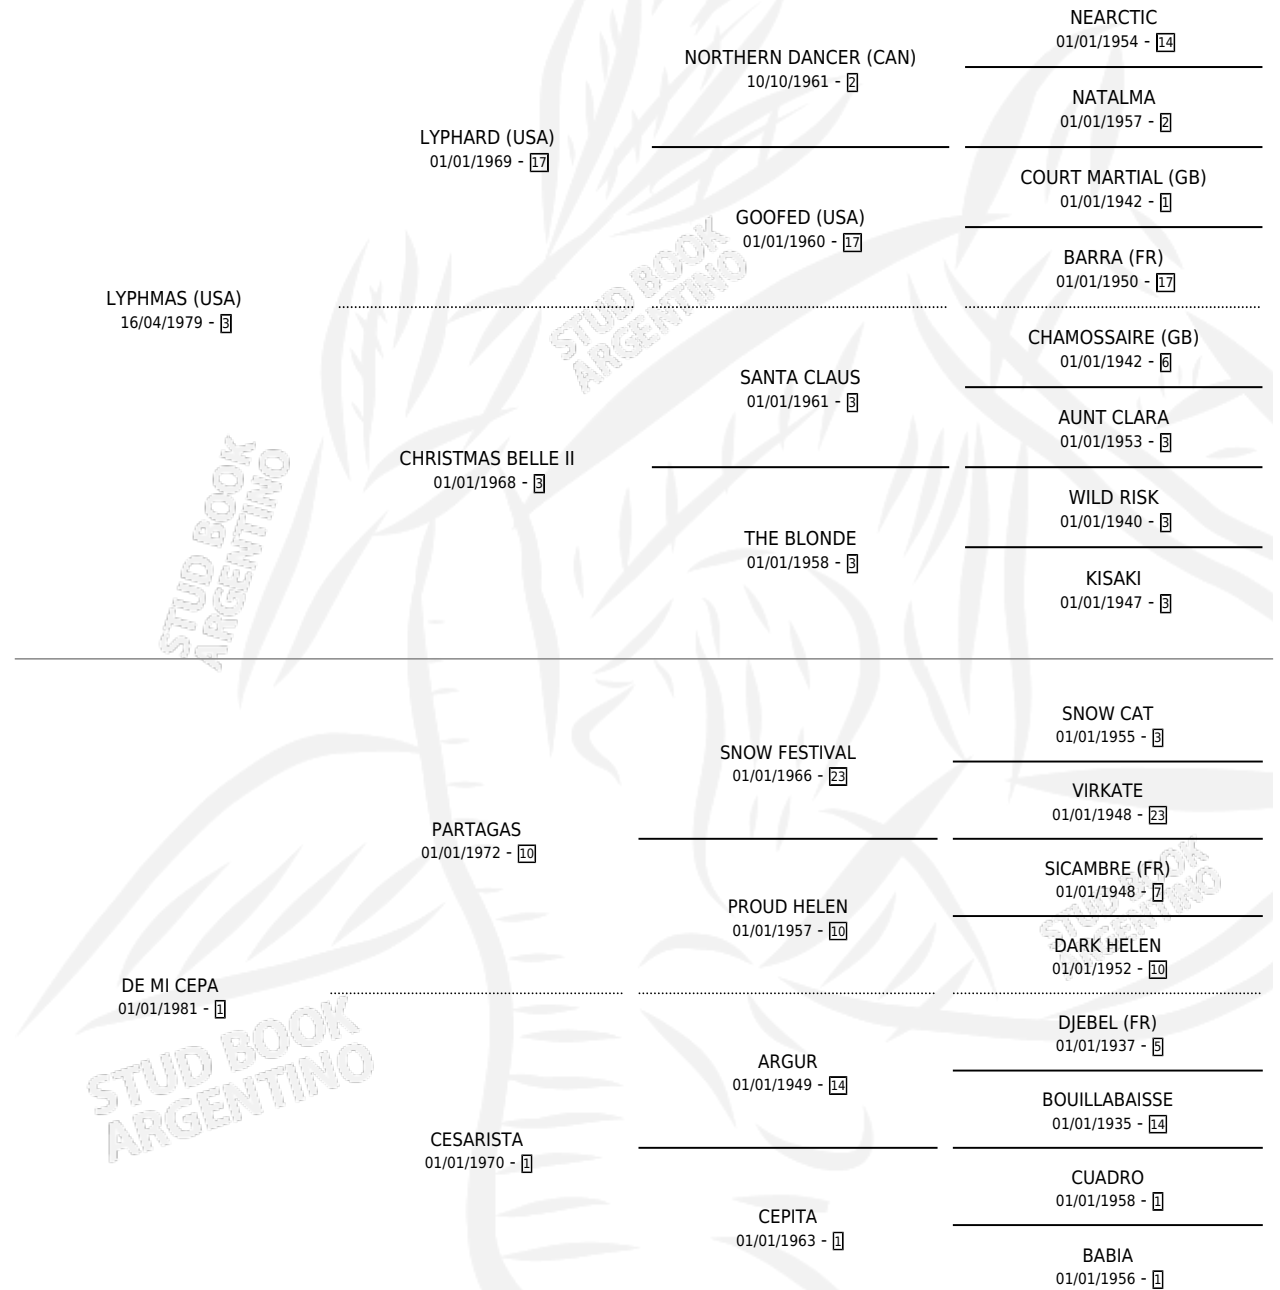 NEARCTIC
01/01/1954 - 14
NORTHERN DANCER (CAN)
10/10/1961 - 2
NATALMA
01/01/1957 - 2
LYPHARD (USA)
01/01/1969 - 17
COURT MARTIAL (GB)
01/01/1942 - 1
GOOFED (USA)
01/01/1960 - 17
BARRA (FR)
01/01/1950 - 17
LYPHMAS (USA)
16/04/1979 - 3
STUD BOOK
ARGENTINO
CHAMOSSAIRE (GB)
01/01/1942 - 6
SANTA CLAUS
01/01/1961 - 3
AUNT CLARA
01/01/1953 - 3
CHRISTMAS BELLE II
01/01/1968 - 3
WILD RISK
01/01/1940 - 3
THE BLONDE
01/01/1958 - 3
KISAKI
01/01/1947 - 3
STUD BOOK
ARGENTINO
SNOW CAT
01/01/1955 - 3
SNOW FESTIVAL
01/01/1966 - 23
VIRKATE
01/01/1948 - 23
PARTAGAS
01/01/1972 - 10
SICAMBRE (FR)
01/01/1948 - 7
PROUD HELEN
01/01/1957 - 10
STUD BOOK
ARGENTINO
DARK HELEN
01/01/1952 - 10
DE MI CEPA
01/01/1981 - 1
DJEBEL (FR)
01/01/1937 - 5
ARGUR
01/01/1949 - 14
STUD BOOK
ARGENTINO
BOUILLABAISSE
01/01/1935 - 14
CESARISTA
01/01/1970 - 1
CUADRO
01/01/1958 - 1
CEPITA
01/01/1963 - 1
BABIA
01/01/1956 - 1